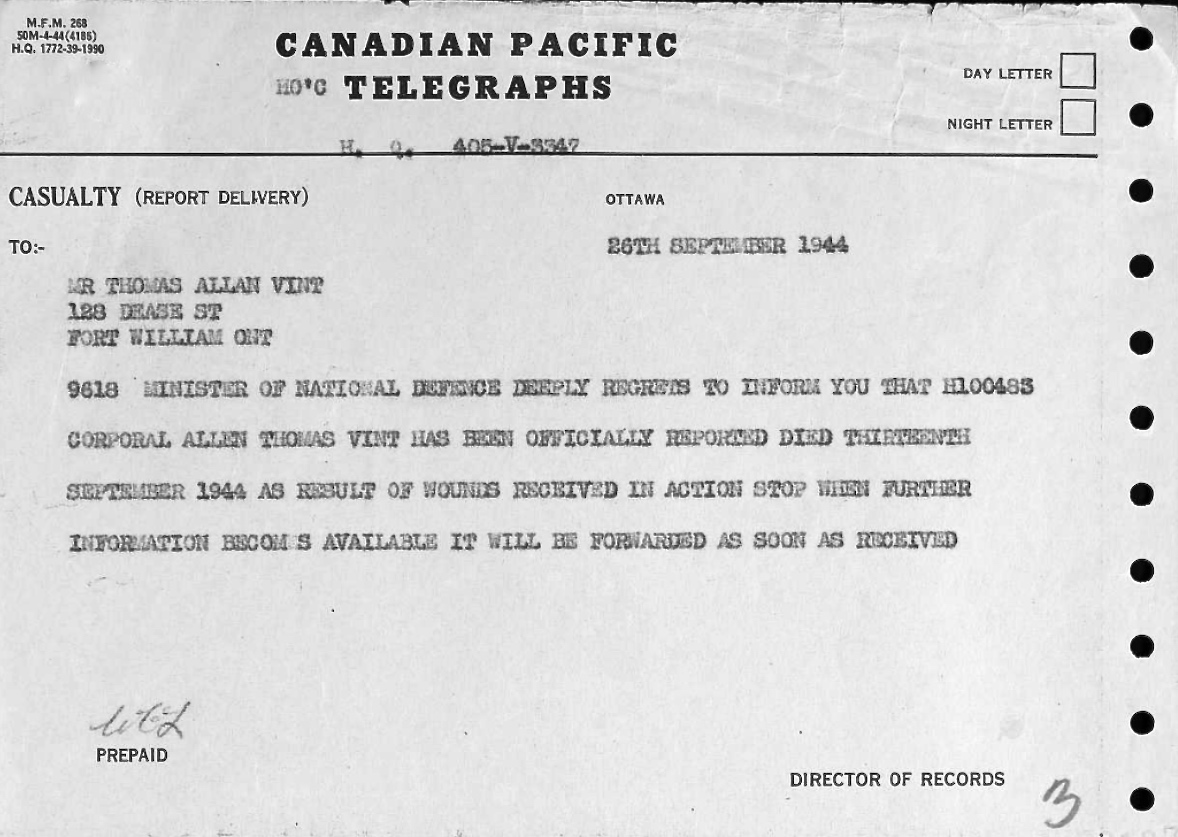 M.F.M. 268
50M-4-44(4186)
H.Q. 1772-39-1990
CANADIAN PACIFIC
HO'C TELEGRAPHS
DAY LETTER
NIGHT LETTER
H. Q. 405-V-3347
CASUALTY (REPORT DELIVERY)
OTTAWA
TO:-
26TH SEPTEMBER 1944
MR THOMAS ALLAN VINT
128 DEASE ST
FORT WILLIAM ONT
9618 MINISTER OF NATIONAL DEFENCE DEEPLY REGRETS TO INFORM YOU THAT H100483
CORPORAL ALLEN THOMAS VINT HAS BEEN OFFICIALLY REPORTED DIED THIRTEENTH
SEPTEMBER 1944 AS RESULT OF WOUNDS RECEIVED IN ACTION STOP WHEN FURTHER
INFORMATION BECOM S AVAILABLE IT WILL BE FORWARDED AS SOON AS RECEIVED
PREPAID
DIRECTOR OF RECORDS
3